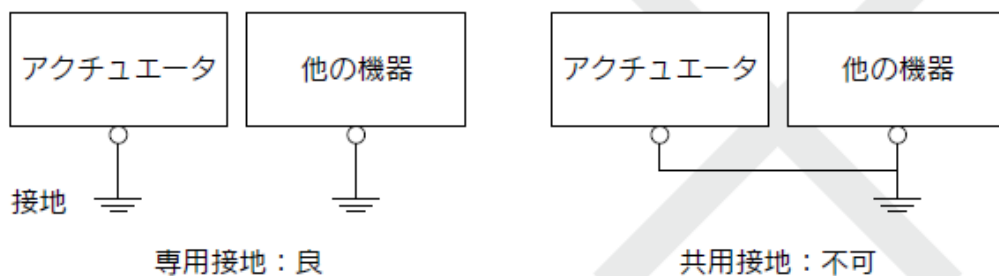 アクチュエータ 他の機器 アクチュエータ 他の機器
接地
専用接地：良 共用接地：不可